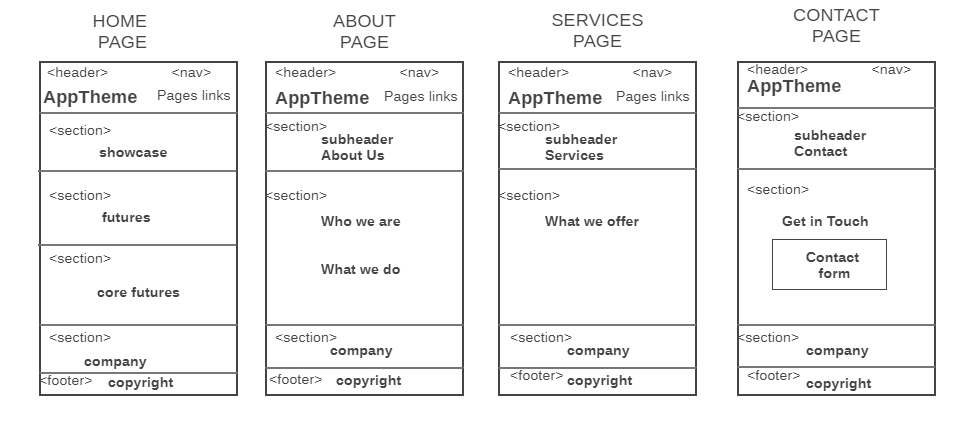 HOME
PAGE
<header> <nav>
AppTheme Pages links
<section>
showcase
<section>
futures
<section>
core futures
<section>
company
<footer> copyright
ABOUT
PAGE
<header> <nav>
AppTheme Pages links
<section>
subheader
About Us
<section>
Who we are
What we do
<section>
company
<footer> copyright
SERVICES
PAGE
<header> <nav>
AppTheme Pages links
<section>
subheader
Services
<section>
What we offer
<section>
company
<footer> copyright
CONTACT
PAGE
<header> <nav>
AppTheme
<section>
subheader
Contact
<section>
Get in Touch
Contact
form
<section>
company
<footer> copyright